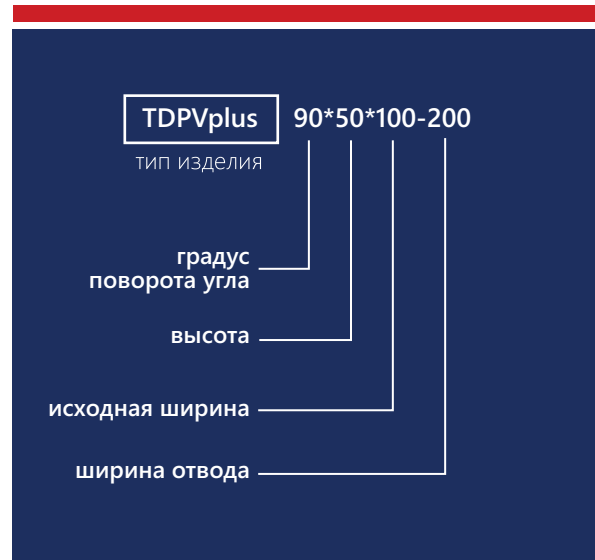 TDPVplus 90*50*100-200
тип изделия
градус
поворота угла
высота
исходная ширина
ширина отвода